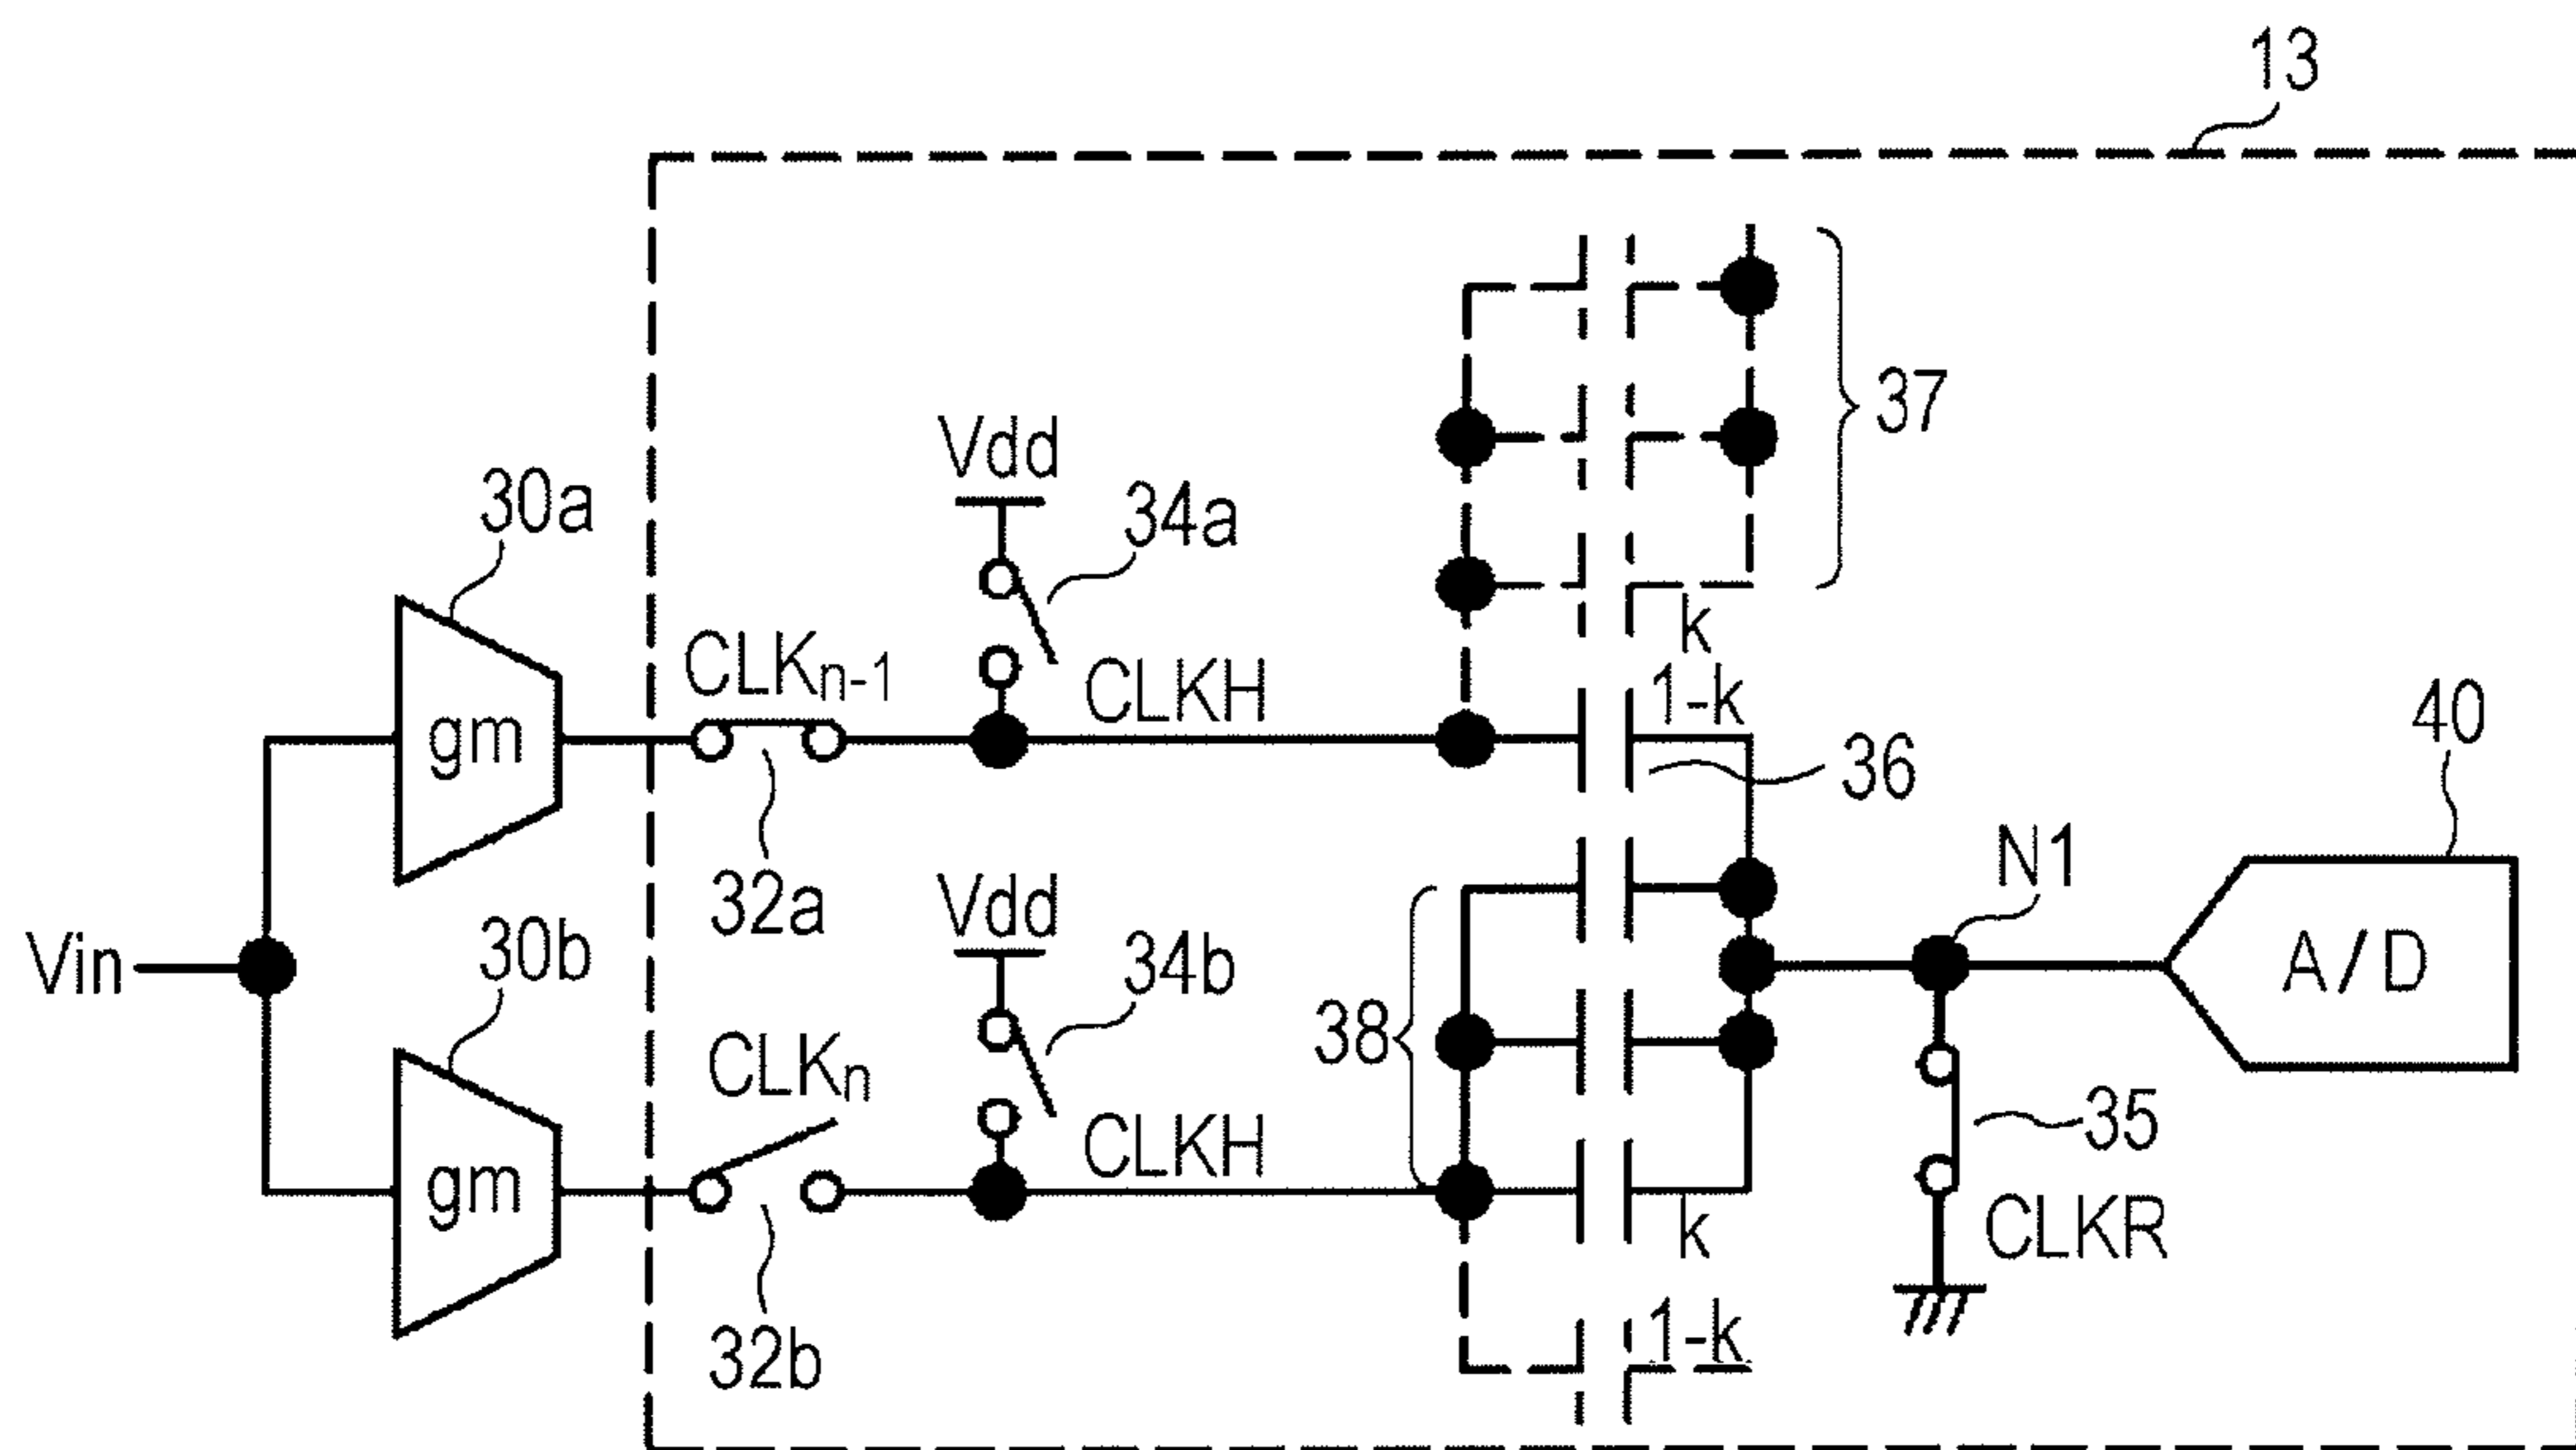 13
37
Vdd
34a
30a
k
CLKn-1
CLKH
1-k
gm
36
40
32a
N1
Vdd
34b
30b
Vin
A/D
38
CLKn
35
CLKH
gm
k
CLKR
32b
1-k